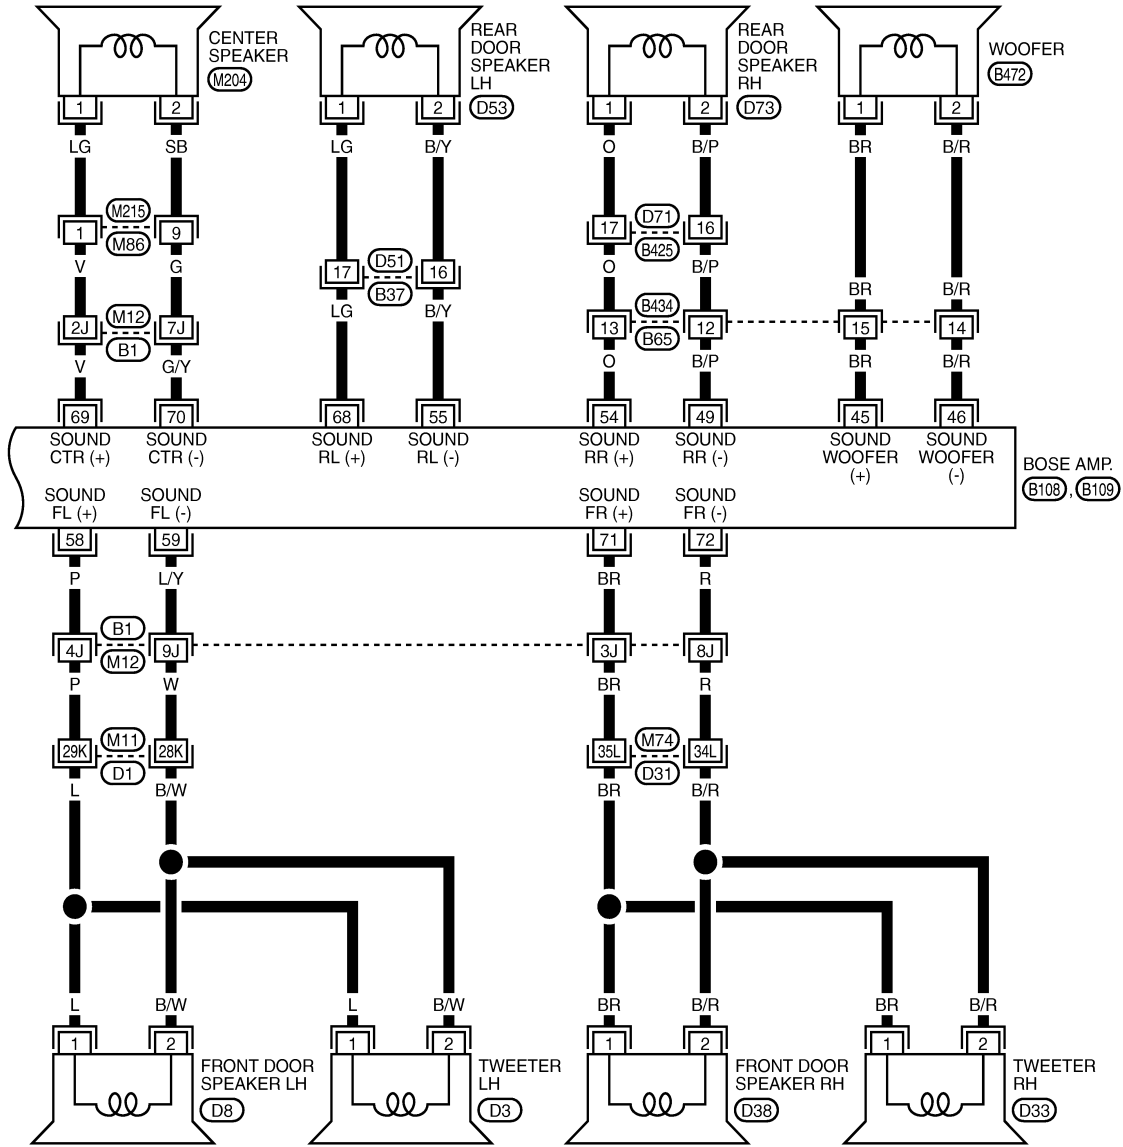 CENTER
SPEAKER
M204
REAR
DOOR
SPEAKER
LH
D53
REAR
DOOR
SPEAKER
RH
D73
WOOFER
B472
1 2 1 2 1 2 1 2
LG SB LG B/Y O B/P BR B/R
M215
1 9
M86
D71
17 16
B425
V G
D51
17 16
B37
O B/P
BR B/R
M12
2J 7J
B1
LG B/Y
B434
13 12 15 14
B65
V G/Y O B/P BR B/R
69 70 68 55 54 49 45 46
SOUND CTR (+)
SOUND CTR (-)
SOUND RL (+)
SOUND RL (-)
SOUND RR (+)
SOUND RR (-)
SOUND WOOFER (+)
SOUND WOOFER (-)
BOSE AMP.
B108 , B109
SOUND FL (+)
SOUND FL (-)
SOUND FR (+)
SOUND FR (-)
58 59 71 72
P L/Y BR R
B1
4J 9J 3J 8J
M12
P W BR R
M11 M74
29K 28K 35L 34L
D1 D31
L B/W BR B/R
L B/W L B/W BR B/R BR B/R
1 2 1 2 1 2 1 2
FRONT DOOR
SPEAKER LH
D8
TWEETER
LH
D3
FRONT DOOR
SPEAKER RH
D38
TWEETER
RH
D33